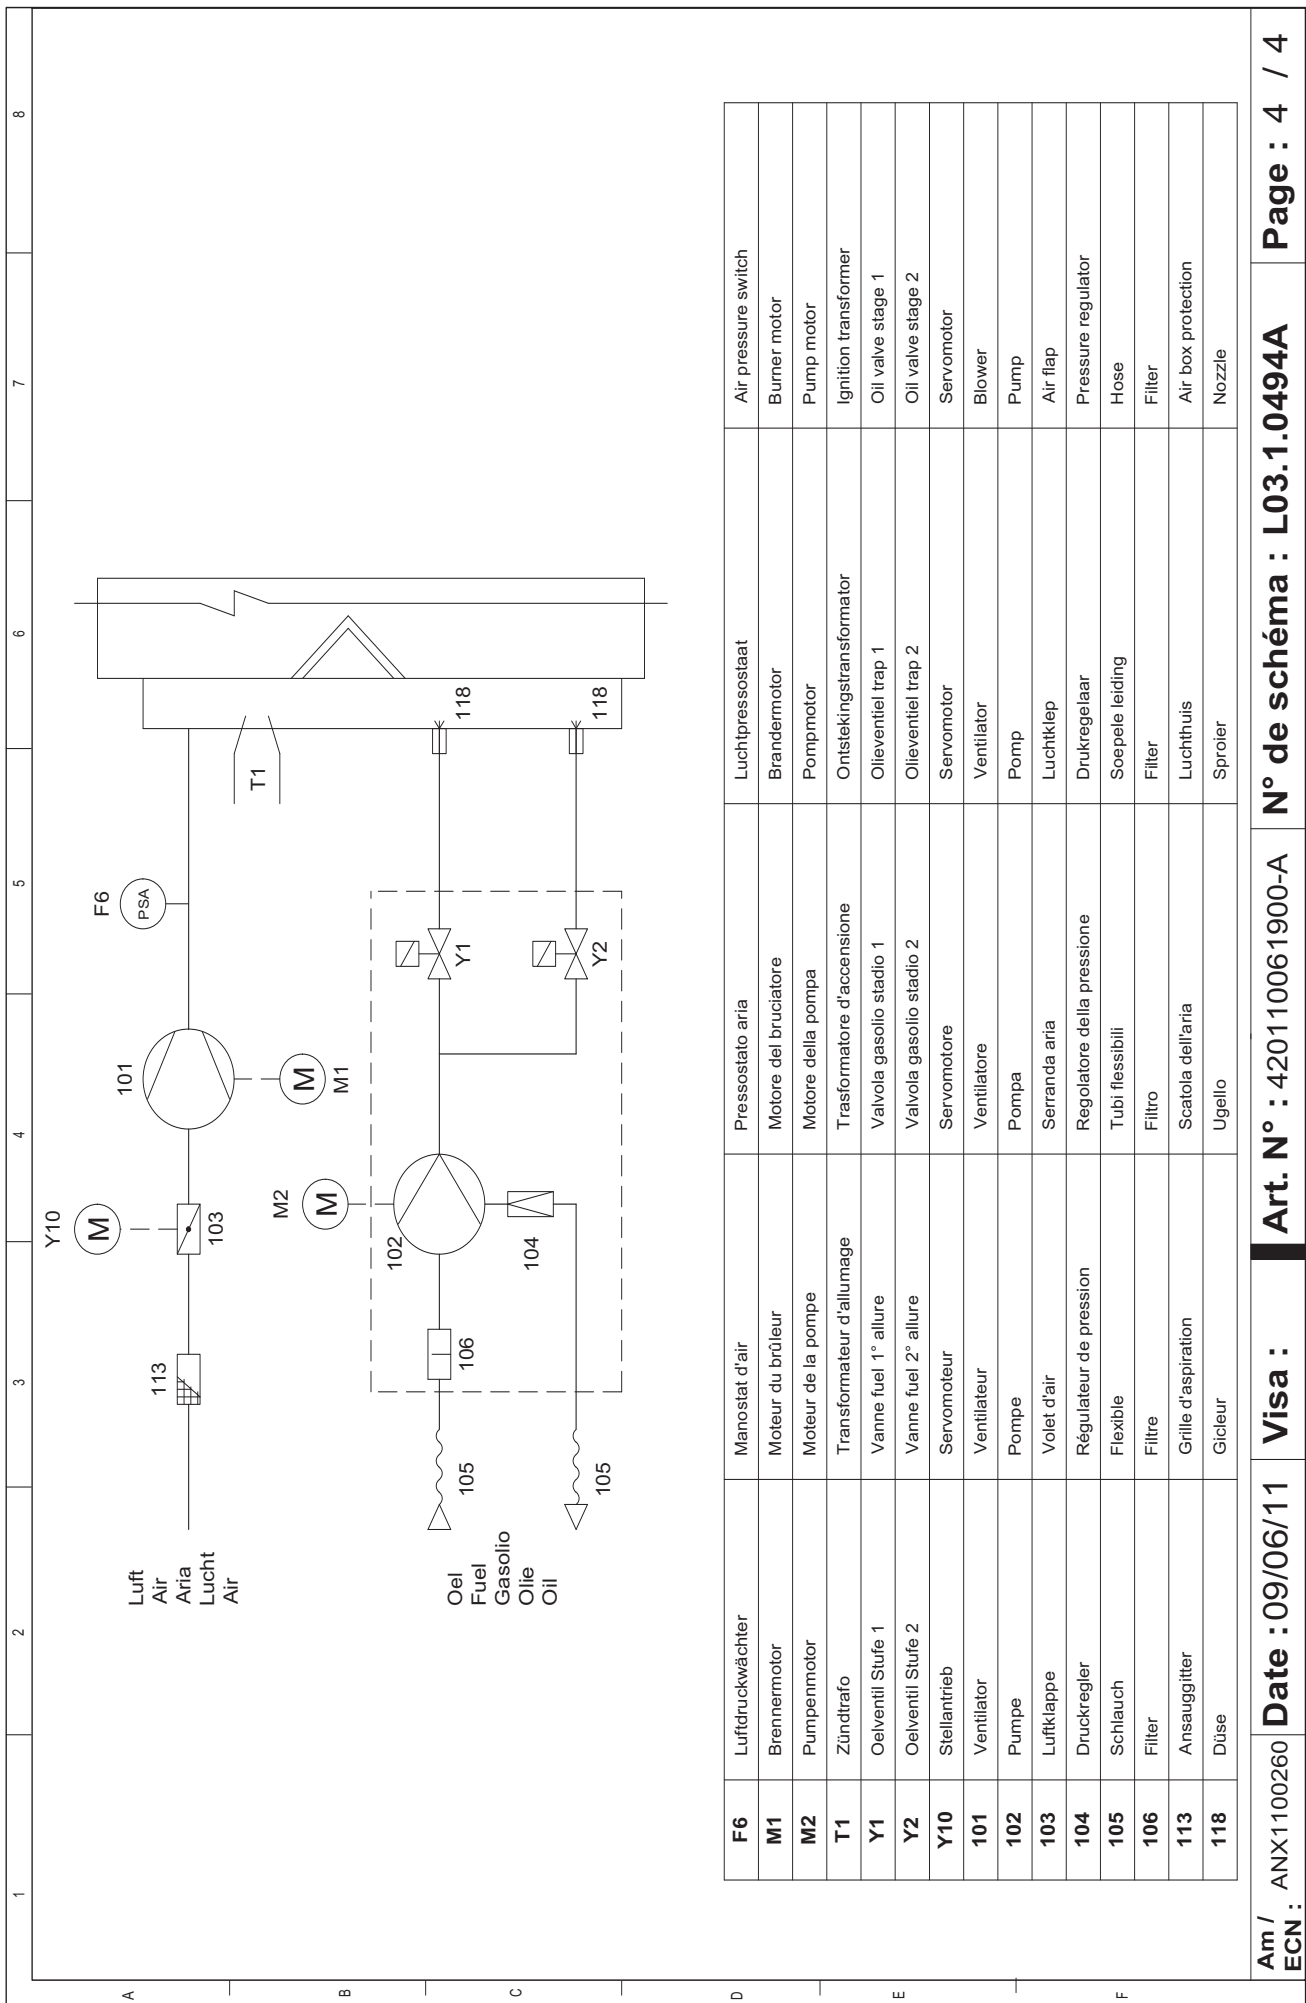 1 2 3 4 5 6 7 8
A
B
C
D
E
F
Luft
Air
Aria
Lucht
Air
113
Y10
M
103
101
M
M1
F6
PSA
T1
Oel
Fuel
Gasolio
Olie
Oil
105
105
106
M2
M
102
104
Y1
Y2
118
118
F6 Luftdruckwächter Manostat d'air Pressostato aria Luchtpressostaat Air pressure switch
M1 Brennermotor Moteur du brûleur Motore del bruciatore Brandermotor Burner motor
M2 Pumpenmotor Moteur de la pompe Motore della pompa Pompmotor Pump motor
T1 Zündtrafo Transformateur d'allumage Trasformatore d'accensione Ontstekingstransformator Ignition transformer
Y1 Oelventil Stufe 1 Vanne fuel 1° allure Valvola gasolio stadio 1 Olieventiel trap 1 Oil valve stage 1
Y2 Oelventil Stufe 2 Vanne fuel 2° allure Valvola gasolio stadio 2 Olieventiel trap 2 Oil valve stage 2
Y10 Stellantrieb Servomoteur Servomotore Servomotor Servomotor
101 Ventilator Ventilateur Ventilatore Ventilator Blower
102 Pumpe Pompe Pompa Pomp Pump
103 Luftklappe Volet d'air Serranda aria Luchtklep Air flap
104 Druckregler Régulateur de pression Regolatore della pressione Drukregelaar Pressure regulator
105 Schlauch Flexible Tubi flessibili Soepele leiding Hose
106 Filter Filtre Filtro Filter Filter
113 Ansauggitter Grille d'aspiration Scatola dell'aria Luchthuis Air box protection
118 Düse Gicleur Ugello Sproier Nozzle
Am / ECN : ANX1100260 Date :09/06/11 Visa : Art. N° : 420110061900-A N° de schéma : L03.1.0494A Page : 4 / 4